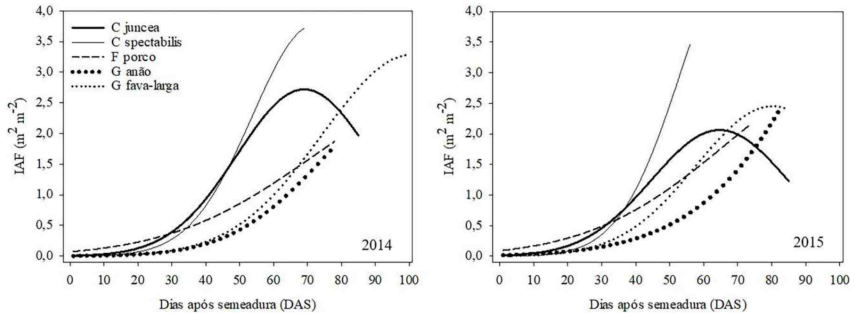 4,0
3,5
3,0
2,5
2,0
1,5
1,0
0,5
0,0
IAF (m² m⁻²)
C juncea
C spectabilis
F porco
G anão
G fava-larga
2014
0 10 20 30 40 50 60 70 80 90 100
Dias após semeadura (DAS)
4,0
3,5
3,0
2,5
2,0
1,5
1,0
0,5
0,0
IAF (m² m⁻²)
2015
0 10 20 30 40 50 60 70 80 90 100
Dias após semeadura (DAS)